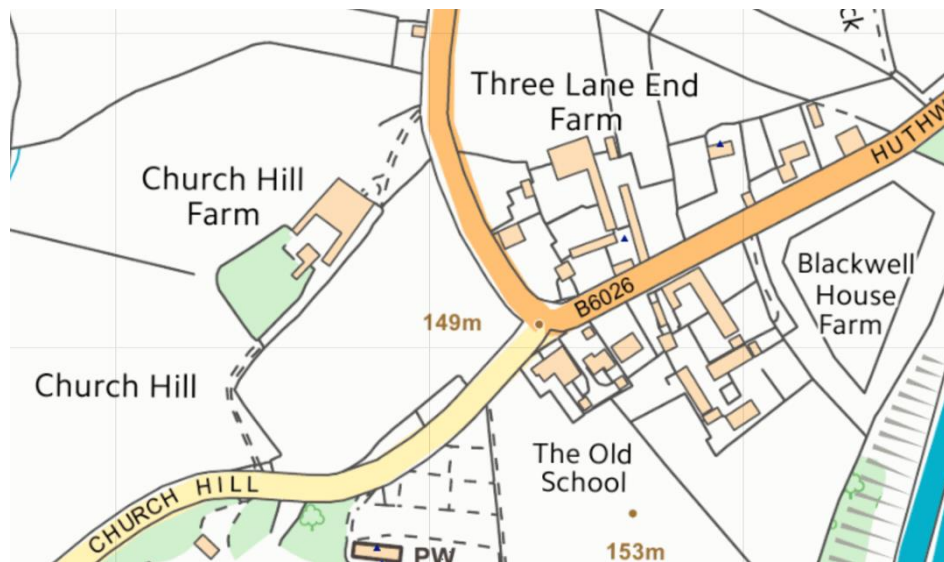 Three Lane End
Farm
HUTHW
Church Hill
Farm
Blackwell
House
Farm
B6026
149m
Church Hill
The Old
School
CHURCH HILL
153m
PW